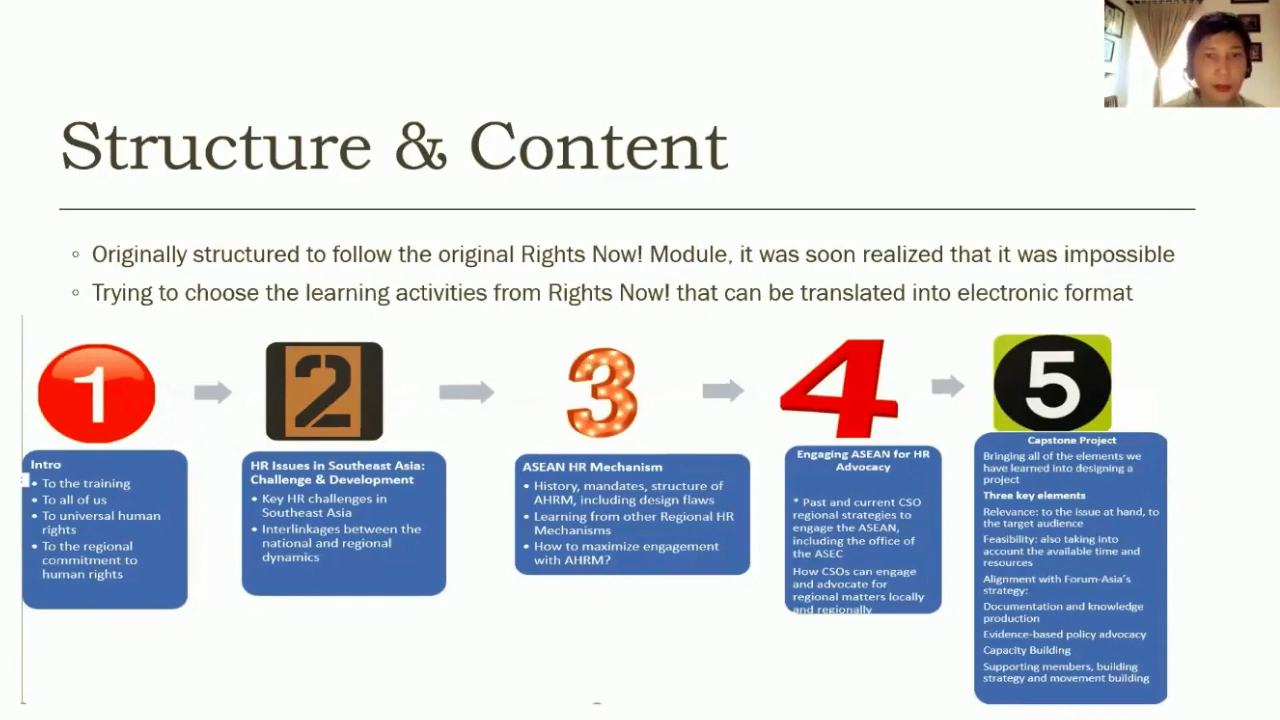 Structure & Content
Originally structured to follow the original Rights Now! Module, it was soon realized that it was impossible
Trying to choose the learning activities from Rights Now! that can be translated into electronic format
1
Intro
• To the training
• To all of us
• To universal human
rights
• To the regional
commitment to
human rights
2
HR Issues in Southeast Asia:
Challenge & Development
• Key HR challenges in
Southeast Asia
• Interlinkages between the
national and regional
dynamics
3
ASEAN HR Mechanism
• History, mandates, structure of
AHRM, including design flaws
• Learning from other Regional HR
Mechanisms
• How to maximize engagement
with AHRM?
4
Engaging ASEAN for HR
Advocacy
* Past and current CSO
regional strategies to
engage the ASEAN,
including the office of
the ASEC
How CSOs can engage
and advocate for
regional matters locally
and regionally
5
Capstone Project
Bringing all of the elements we
have learned into designing a
project
Three key elements
Relevance: to the issue at hand, to
the target audience
Feasibility: also taking into
account the available time and
resources
Alignment with Forum-Asia's
strategy:
Documentation and knowledge
production
Evidence-based policy advocacy
Capacity Building
Supporting members, building
strategy and movement building